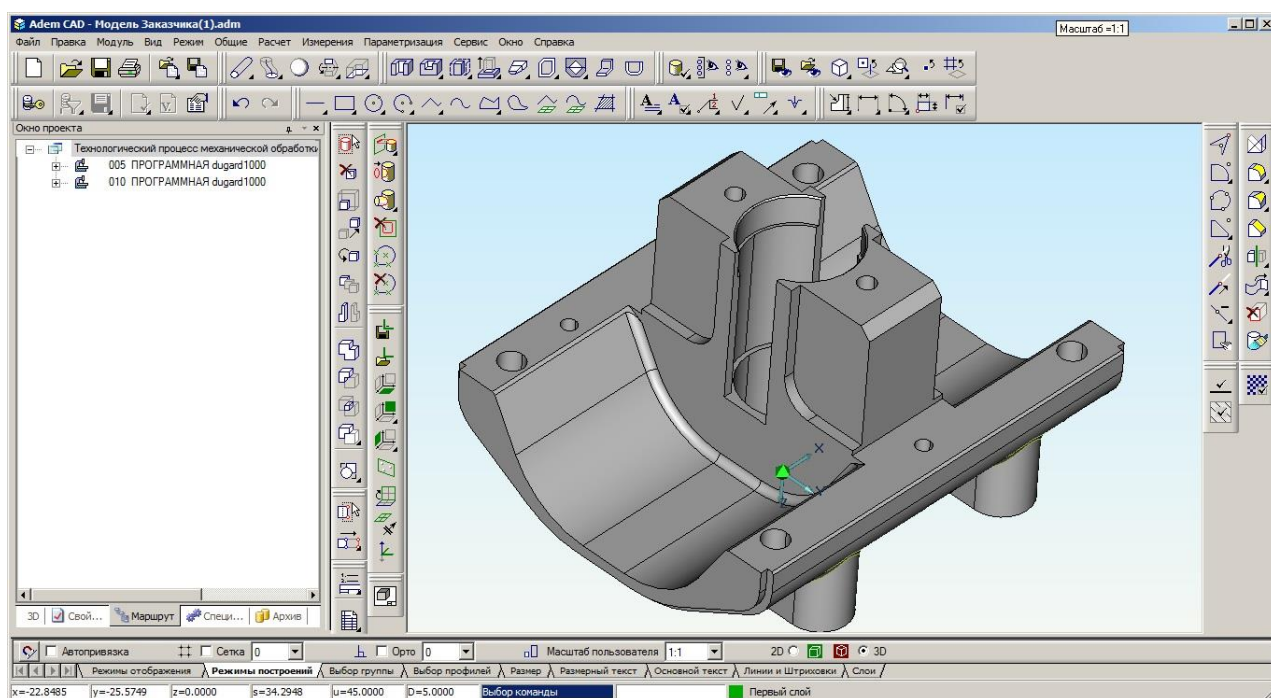 Adem CAD - Модель Заказчика(1).adm
Масштаб =1:1
Файл Правка Модуль Вид Режим Общие Расчет Измерения Параметризация Сервис Окно Справка
Окно проекта
Технологический процесс механической обработки
005 ПРОГРАММНАЯ dugard1000
010 ПРОГРАММНАЯ dugard1000
X
Y
Z
3D Свой... Маршрут Специ... Архив
Автопривязка Сетка 0 Орто 0 Масштаб пользователя 1:1 2D 3D
Режимы отображения Режимы построений Выбор группы Выбор профилей Размер Размерный текст Основной текст Линии и Штриховки Слои
x=-22.8485 y=-25.5749 z=0.0000 s=34.2948 u=45.0000 D=5.0000 Выбор команды Первый слой